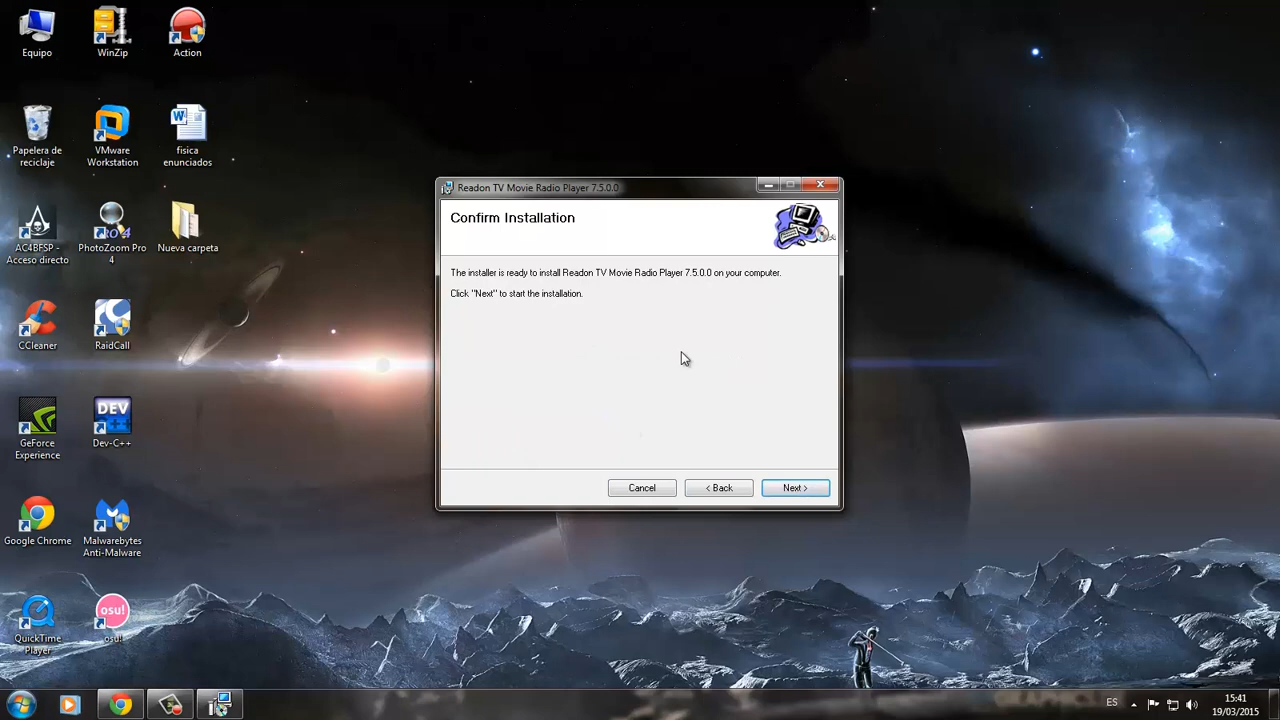 Equipo
WinZip
Action
Papelera de
reciclaje
VMware
Workstation
W
fisica
enunciados
AC4BFSP -
Acceso directo
PhotoZoom Pro
4
Nueva carpeta
CCleaner
RaidCall
GeForce
Experience
DEV
Dev-C++
Google Chrome
Malwarebytes
Anti-Malware
QuickTime
Player
osu!
osu!
Readon TV Movie Radio Player 7.5.0.0
Confirm Installation
The installer is ready to install Readon TV Movie Radio Player 7.5.0.0 on your computer.
Click "Next" to start the installation.
Cancel
< Back
Next >
ES
15:41
19/03/2015